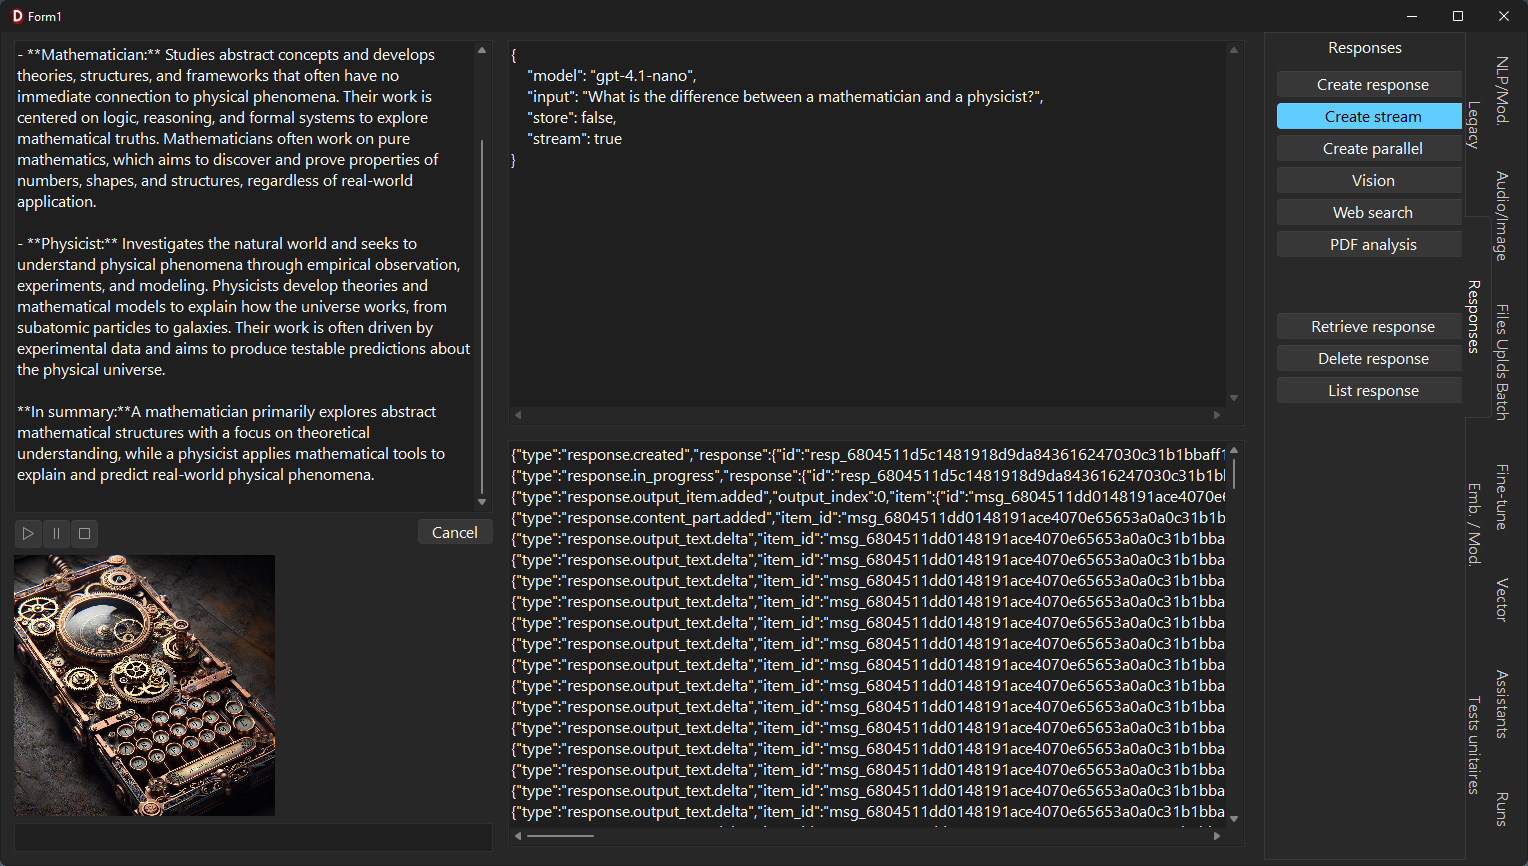 D Form1
- **Mathematician:** Studies abstract concepts and develops
theories, structures, and frameworks that often have no
immediate connection to physical phenomena. Their work is
centered on logic, reasoning, and formal systems to explore
mathematical truths. Mathematicians often work on pure
mathematics, which aims to discover and prove properties of
numbers, shapes, and structures, regardless of real-world
application.
- **Physicist:** Investigates the natural world and seeks to
understand physical phenomena through empirical observation,
experiments, and modeling. Physicists develop theories and
mathematical models to explain how the universe works, from
subatomic particles to galaxies. Their work is often driven by
experimental data and aims to produce testable predictions about
the physical universe.
**In summary:**A mathematician primarily explores abstract
mathematical structures with a focus on theoretical
understanding, while a physicist applies mathematical tools to
explain and predict real-world physical phenomena.
Cancel
{
"model": "gpt-4.1-nano",
"input": "What is the difference between a mathematician and a physicist?",
"store": false,
"stream": true
}
{"type":"response.created","response":{"id":"resp_6804511d5c1481918d9da843616247030c31b1bbaff1
{"type":"response.in_progress","response":{"id":"resp_6804511d5c1481918d9da843616247030c31b1bb
{"type":"response.output_item.added","output_index":0,"item":{"id":"msg_6804511dd0148191ace4070e6
{"type":"response.content_part.added","item_id":"msg_6804511dd0148191ace4070e65653a0a0c31b1b
{"type":"response.output_text.delta","item_id":"msg_6804511dd0148191ace4070e65653a0a0c31b1bba
{"type":"response.output_text.delta","item_id":"msg_6804511dd0148191ace4070e65653a0a0c31b1bba
{"type":"response.output_text.delta","item_id":"msg_6804511dd0148191ace4070e65653a0a0c31b1bba
{"type":"response.output_text.delta","item_id":"msg_6804511dd0148191ace4070e65653a0a0c31b1bba
{"type":"response.output_text.delta","item_id":"msg_6804511dd0148191ace4070e65653a0a0c31b1bba
{"type":"response.output_text.delta","item_id":"msg_6804511dd0148191ace4070e65653a0a0c31b1bba
{"type":"response.output_text.delta","item_id":"msg_6804511dd0148191ace4070e65653a0a0c31b1bba
{"type":"response.output_text.delta","item_id":"msg_6804511dd0148191ace4070e65653a0a0c31b1bba
{"type":"response.output_text.delta","item_id":"msg_6804511dd0148191ace4070e65653a0a0c31b1bba
{"type":"response.output_text.delta","item_id":"msg_6804511dd0148191ace4070e65653a0a0c31b1bba
{"type":"response.output_text.delta","item_id":"msg_6804511dd0148191ace4070e65653a0a0c31b1bba
{"type":"response.output_text.delta","item_id":"msg_6804511dd0148191ace4070e65653a0a0c31b1bba
{"type":"response.output_text.delta","item_id":"msg_6804511dd0148191ace4070e65653a0a0c31b1bba
{"type":"response.output_text.delta","item_id":"msg_6804511dd0148191ace4070e65653a0a0c31b1bba
Responses
Create response
Create stream
Create parallel
Vision
Web search
PDF analysis
Retrieve response
Delete response
List response
Legacy
Responses
Emb. / Mod.
Tests unitaires
NLP/Mod.
Audio/Image
Files Uplds Batch
Fine-tune
Vector
Assistants
Runs